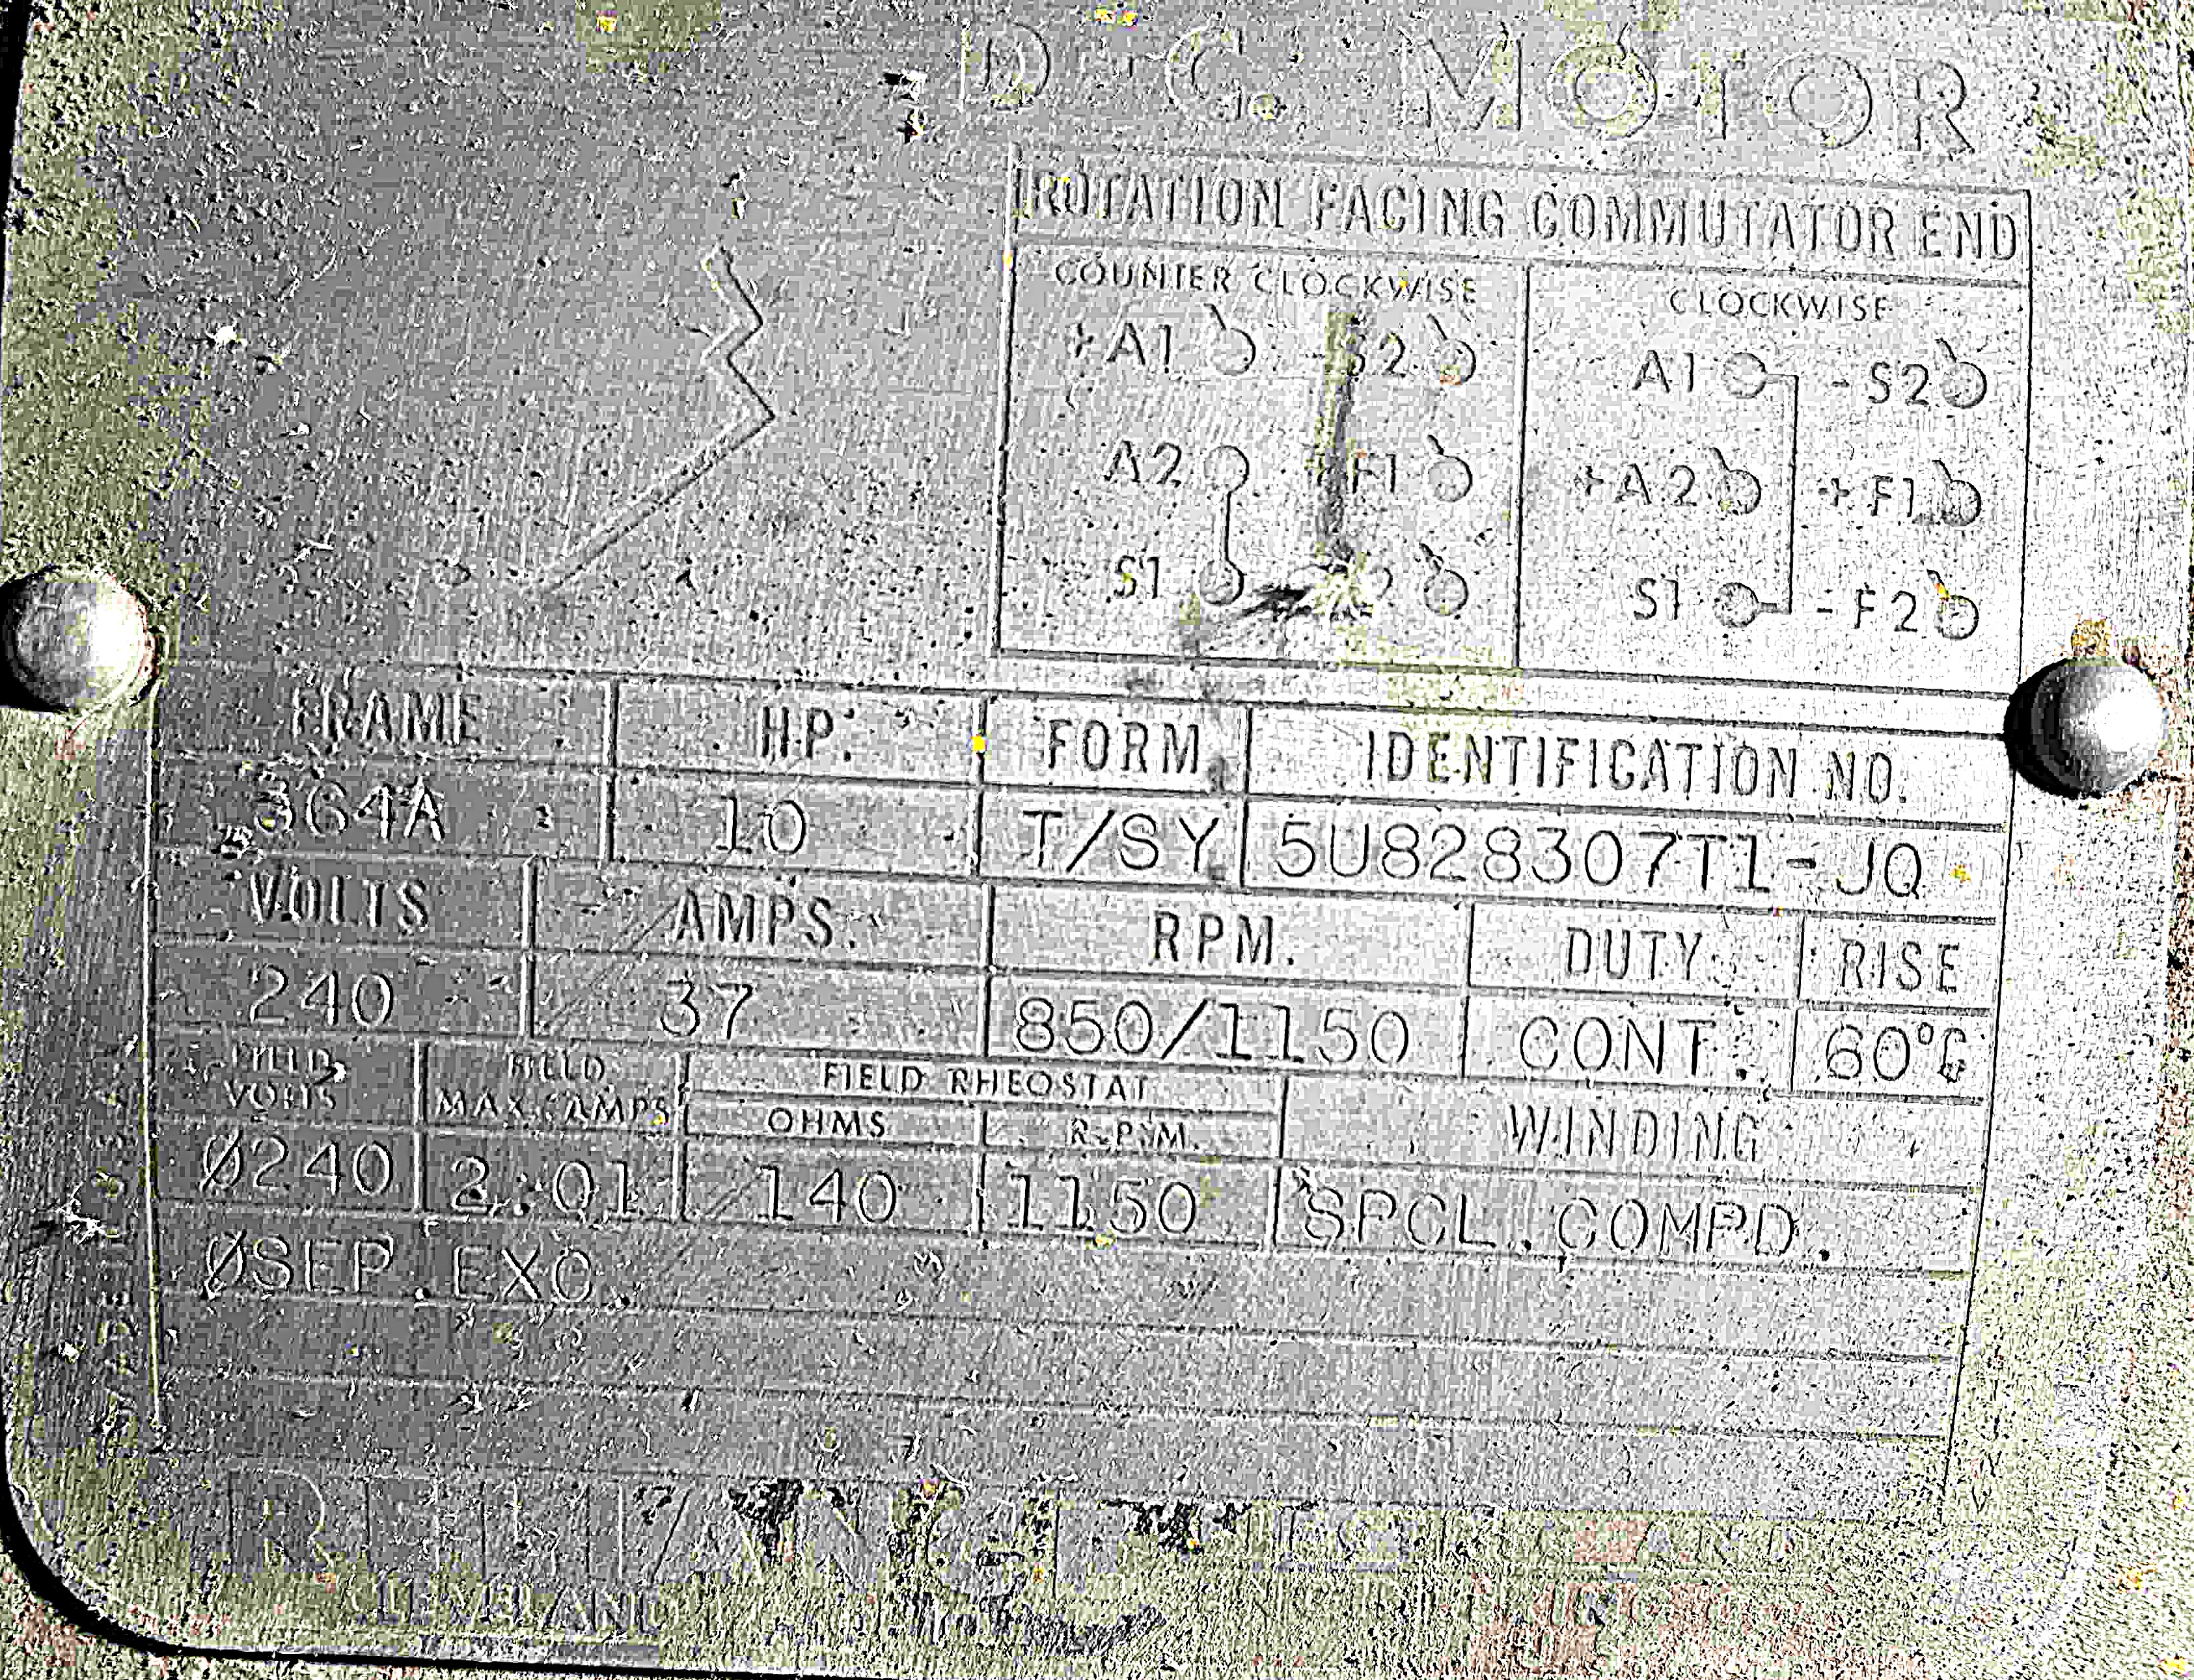 D-C. MOTOR
ROTATION FACING COMMUTATOR END
COUNTER CLOCKWISE CLOCKWISE
+A1 -S2 A1 -S2
A2 +F1 +A2 +F1
S1 S1 -F2
FRAME H.P. FORM IDENTIFICATION NO.
364A 10 T/SY 5U828307T1-JQ
VOLTS AMPS. RPM. DUTY RISE
240 37 850/1150 CONT. 60°C
FIELD VOLTS FIELD MAX. AMPS FIELD RHEOSTAT WINDING
OHMS R.P.M.
Ø240 2.01 140 1150 SPCL. COMPD.
ØSEP.EXC.
RELIANCE ELECTRIC AND
CLEVELAND